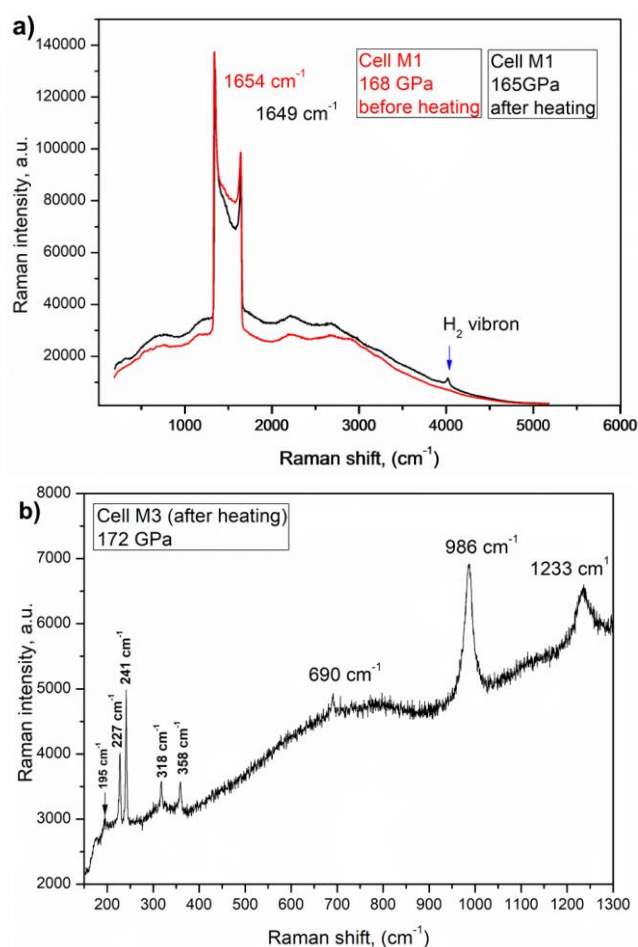 a)
140000
120000
100000
80000
60000
40000
20000
1000
2000
3000
4000
5000
6000
Raman intensity, a.u.
Raman shift, (cm-1)
1654 cm-1
1649 cm-1
Cell M1
168 GPa
before heating
Cell M1
165GPa
after heating
H2 vibron
b)
8000
7000
6000
5000
4000
3000
2000
200
300
400
500
600
700
800
900
1000
1100
1200
1300
Raman intensity, a.u.
Raman shift, (cm-1)
Cell M3 (after heating)
172 GPa
195 cm-1
227 cm-1
241 cm-1
318 cm-1
358 cm-1
690 cm-1
986 cm-1
1233 cm1